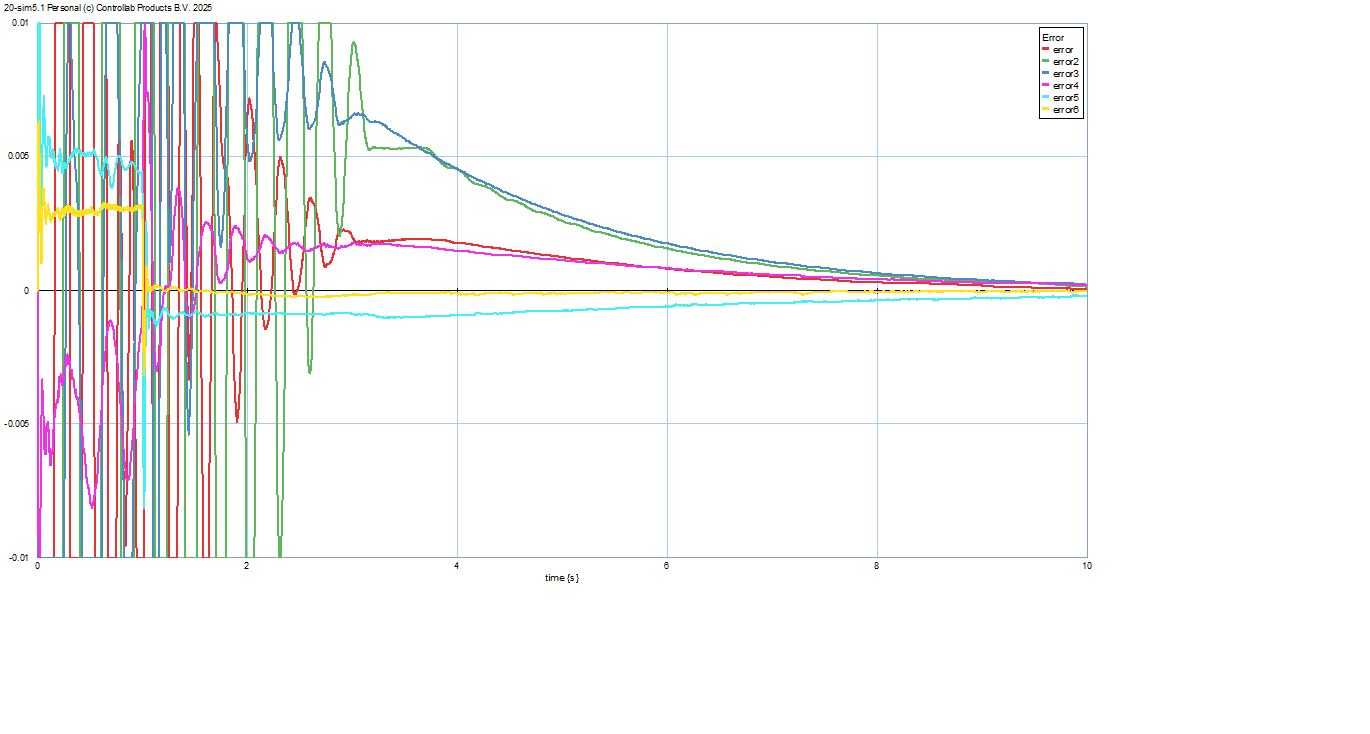 20-sim5.1 Personal (c) Controllab Products B.V. 2025
0.01
0.005
0
-0.005
-0.01
0
2
4
6
8
10
time {s}
Error
error
error2
error3
error4
error5
error6